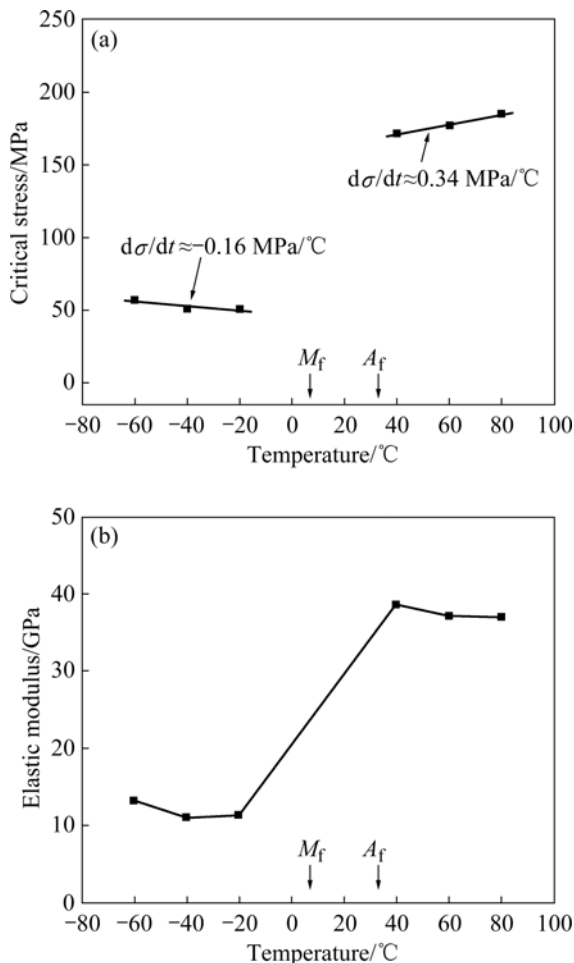 (a)
250
200
150
100
50
0
Critical stress/MPa
dσ/dt≈0.34 MPa/℃
dσ/dt≈−0.16 MPa/℃
Mf Af
−80 −60 −40 −20 0 20 40 60 80 100
Temperature/℃
(b)
50
40
30
20
10
0
Elastic modulus/GPa
Mf Af
−80 −60 −40 −20 0 20 40 60 80 100
Temperature/℃